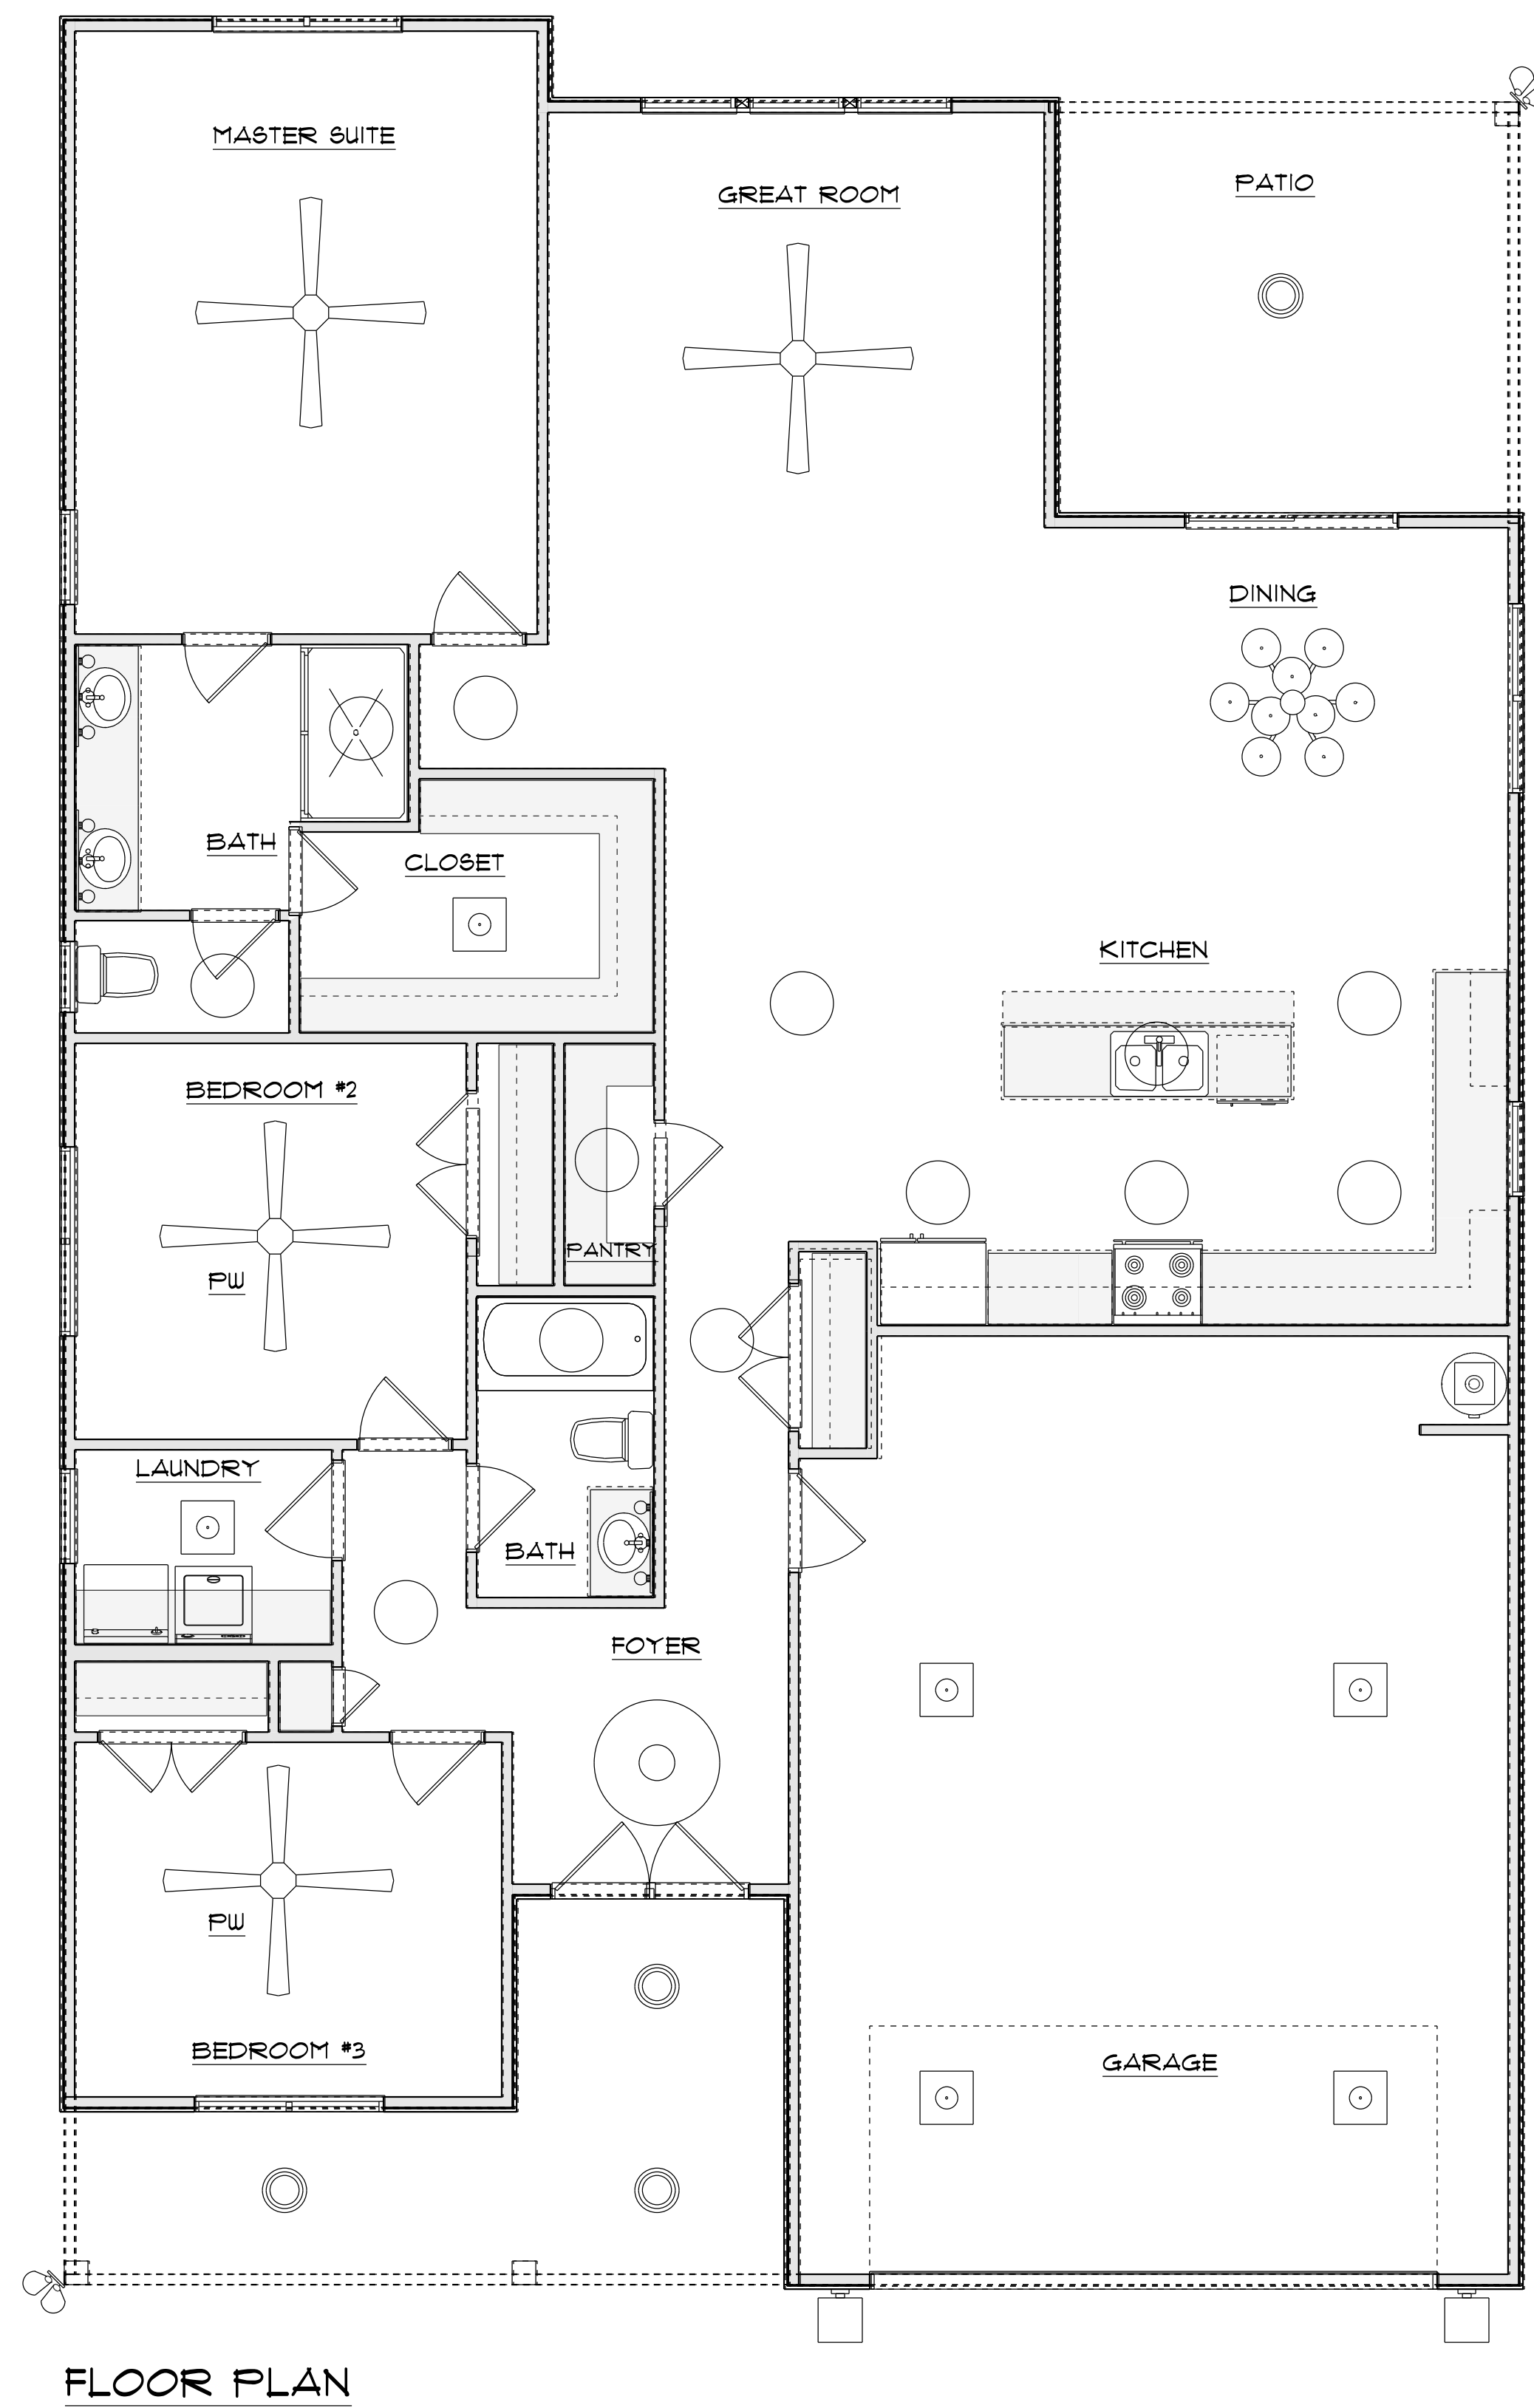 MASTER SUITE
GREAT ROOM
PATIO
DINING
BATH
CLOSET
KITCHEN
BEDROOM #2
PW
PANTRY
LAUNDRY
BATH
FOYER
PW
BEDROOM #3
GARAGE
FLOOR PLAN